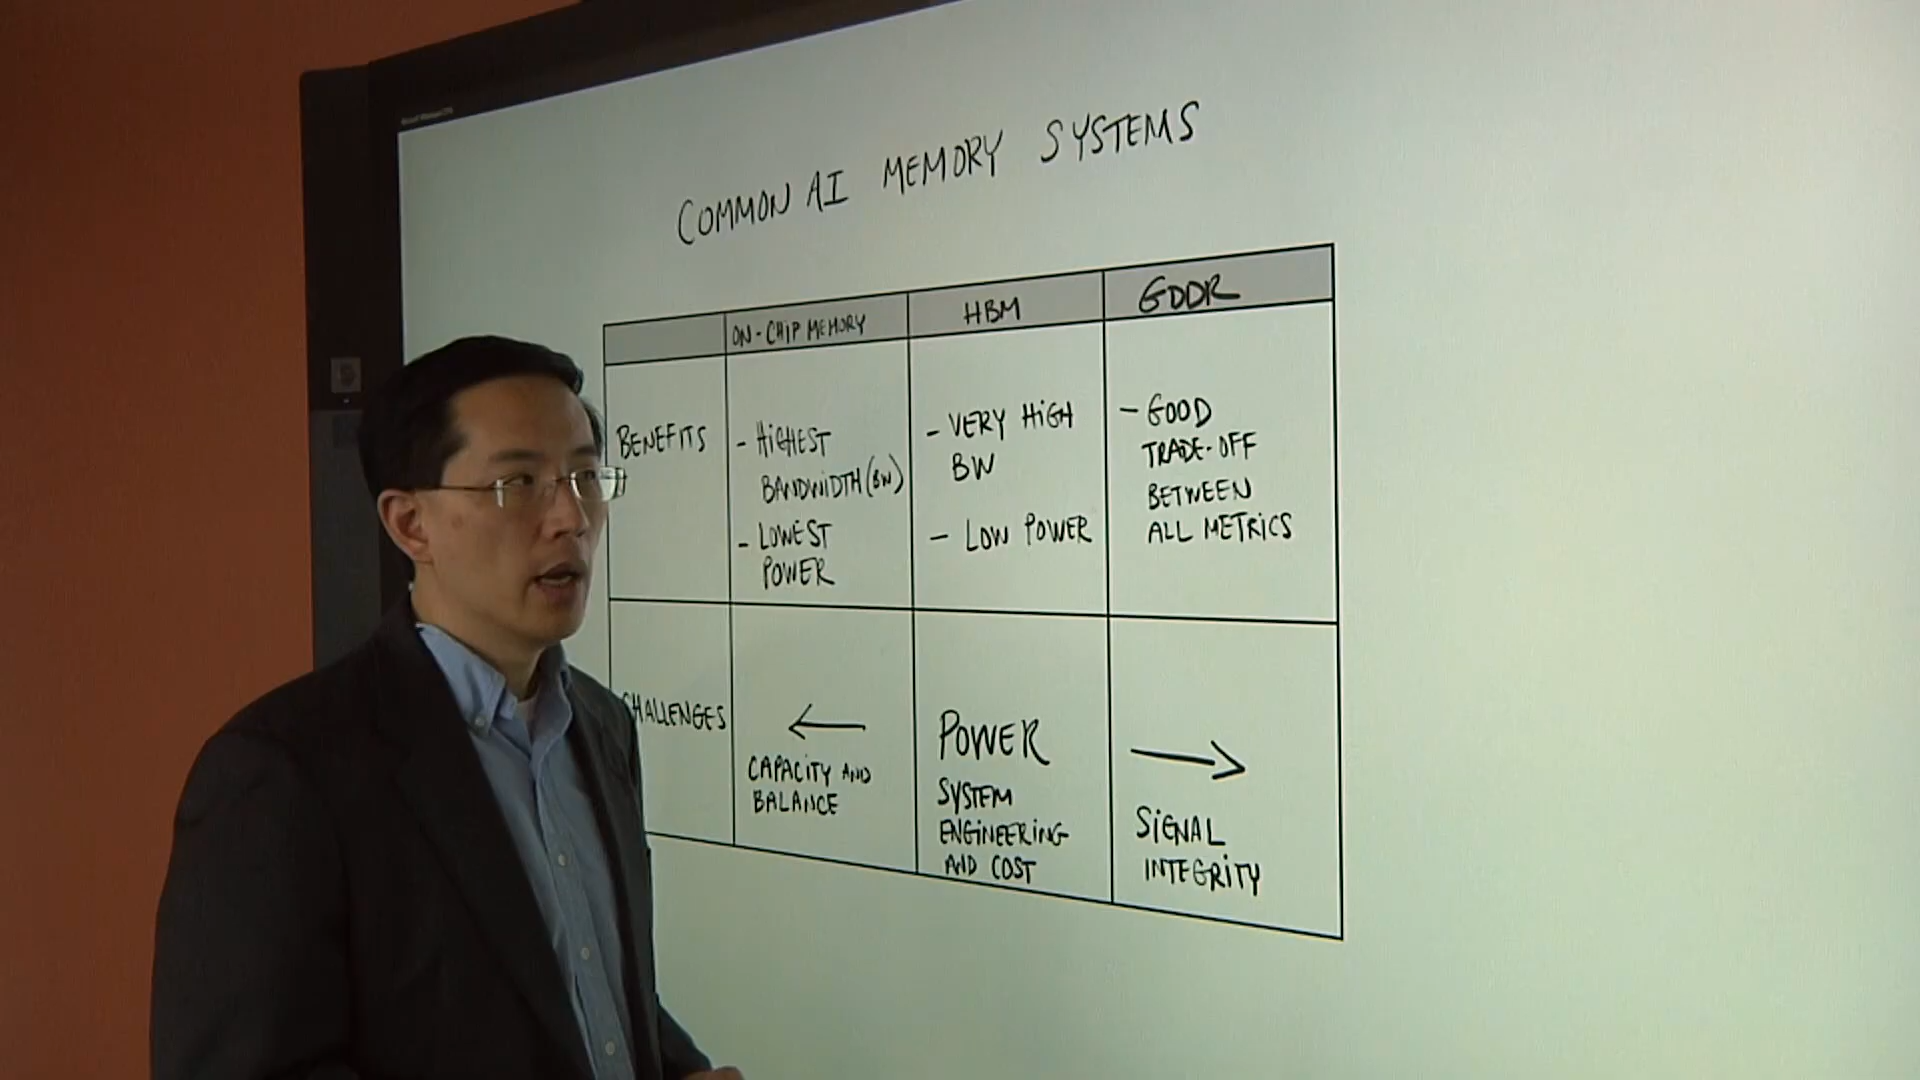 COMMON AI MEMORY SYSTEMS
ON-CHIP MEMORY
HBM
GDDR
BENEFITS
- HIGHEST
BANDWIDTH (BW)
- LOWEST
POWER
- VERY HIGH
BW
- LOW POWER
- GOOD
TRADE-OFF
BETWEEN
ALL METRICS
CHALLENGES
←
CAPACITY AND
BALANCE
POWER
SYSTEM
ENGINEERING
AND COST
→
SIGNAL
INTEGRITY